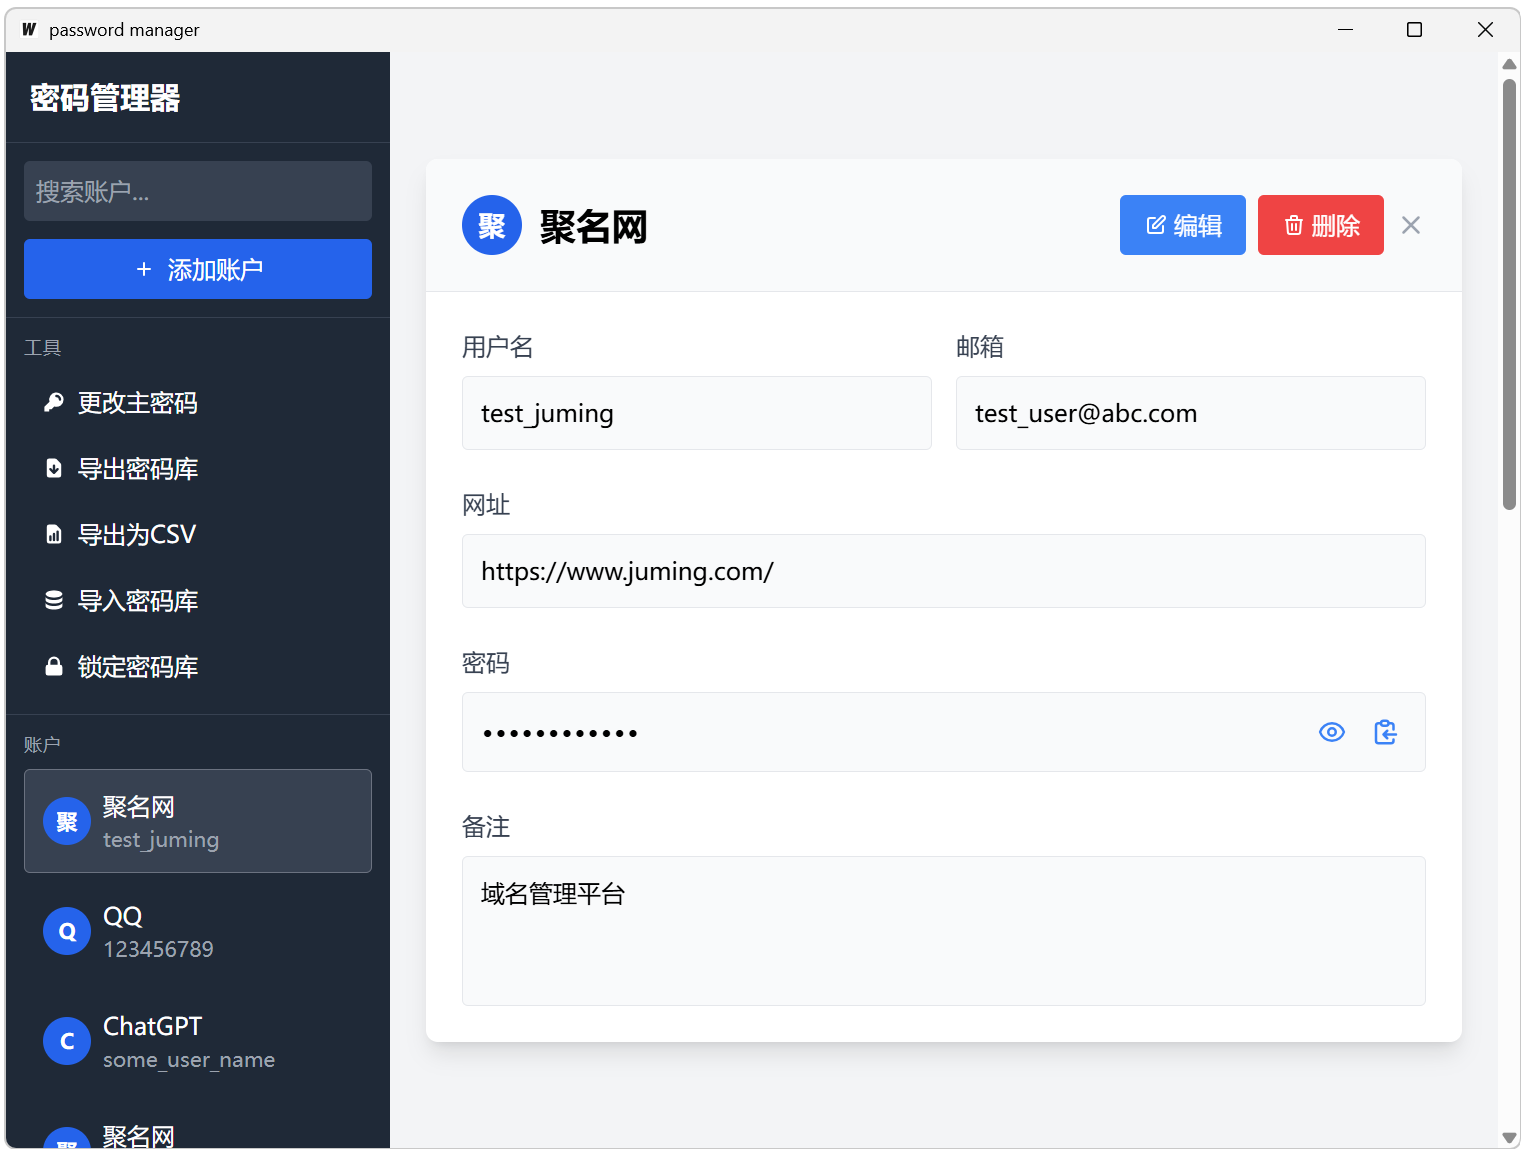 W password manager
密码管理器
搜索账户...
+ 添加账户
工具
更改主密码
导出密码库
导出为CSV
导入密码库
锁定密码库
账户
聚
聚名网
test_juming
Q
QQ
123456789
C
ChatGPT
some_user_name
聚
聚名网
聚 聚名网
编辑
删除
用户名
test_juming
邮箱
test_user@abc.com
网址
https://www.juming.com/
密码
••••••••••••
备注
域名管理平台